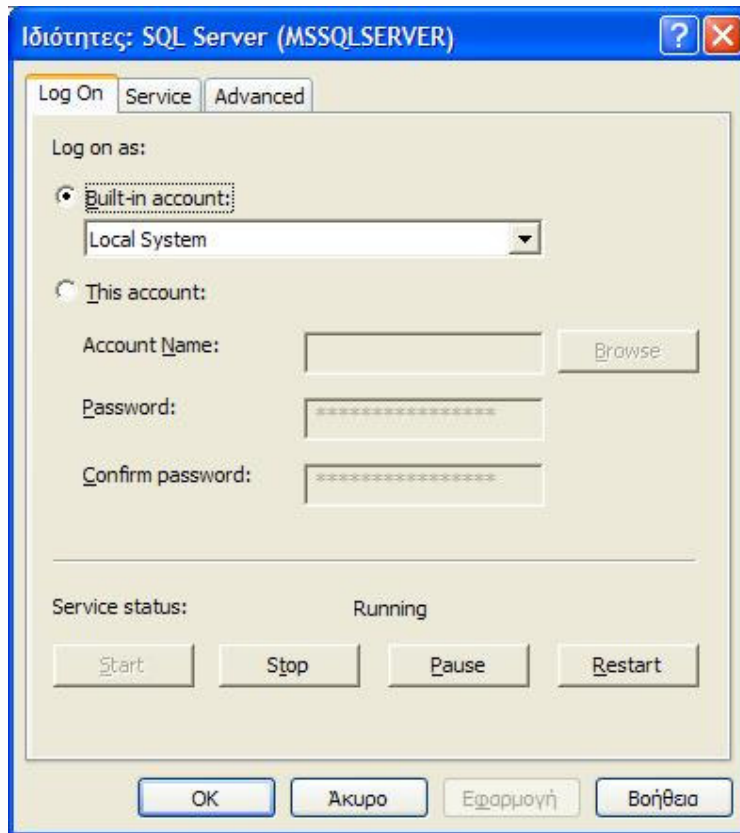 Ιδιότητες: SQL Server (MSSQLSERVER)
Log On Service Advanced
Log on as:
Built-in account:
Local System
This account:
Account Name: Browse
Password: ****************
Confirm password: ****************
Service status: Running
Start Stop Pause Restart
OK Άκυρο Εφαρμογή Βοήθεια